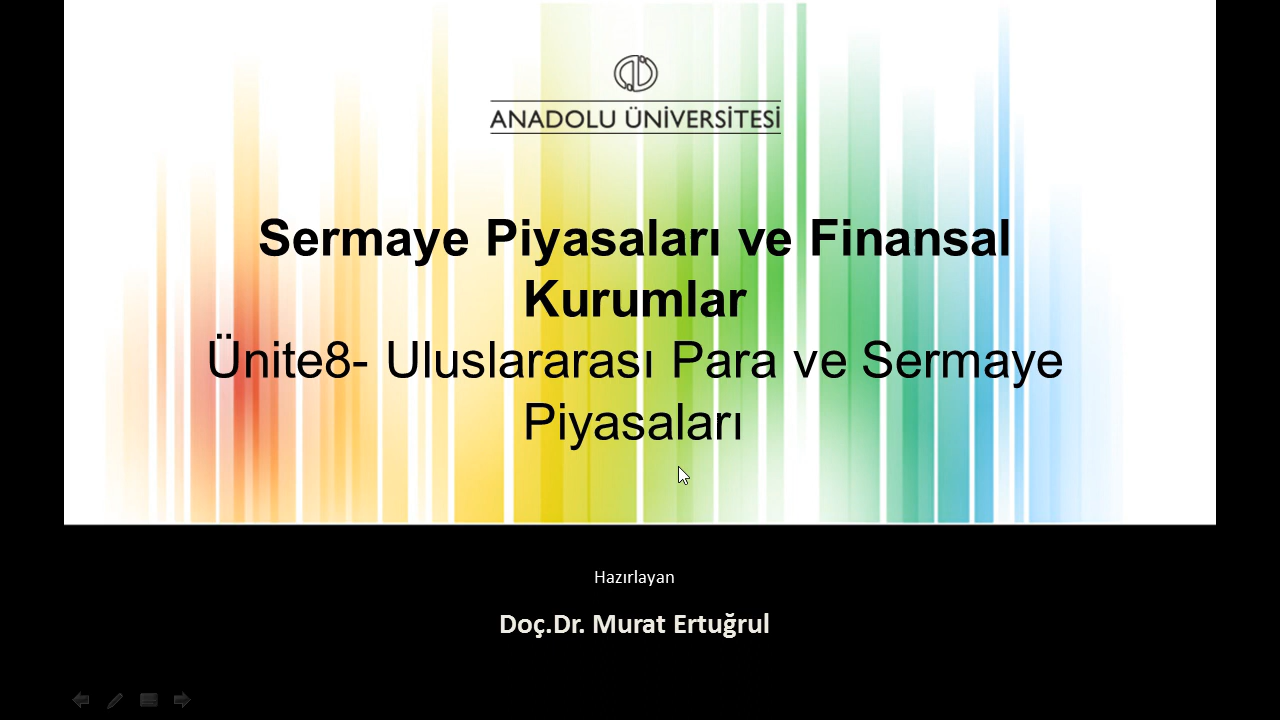 ANADOLU ÜNİVERSİTESİ
Sermaye Piyasaları ve Finansal
Kurumlar
Ünite8- Uluslararası Para ve Sermaye
Piyasaları
Hazırlayan
Doç.Dr. Murat Ertuğrul